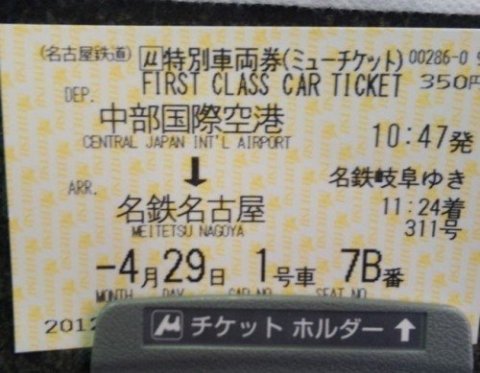 (名古屋鉄道) μ特別車両券(ミューチケット) 00286-0
FIRST CLASS CAR TICKET 350円
DEP.
中部国際空港 10:47発
CENTRAL JAPAN INT'L AIRPORT
↓ 名鉄岐阜ゆき
ARR.
名鉄名古屋 11:24着
MEITETSU NAGOYA 311号
-4月29日 1号車 7B番
MONTH DAY CAR NO. SEAT NO.
2012
μ チケット ホルダー ↑